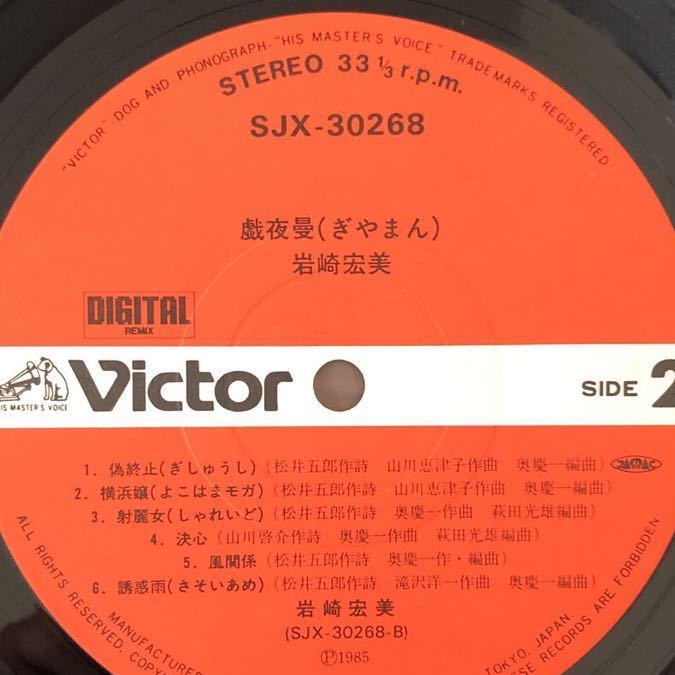 "VICTOR"-DOG AND PHONOGRAPH-"HIS MASTER'S VOICE" TRADEMARKS REGISTERED
STEREO 33 1/3 r.p.m.
SJX-30268
戯夜曼(ぎやまん)
岩崎宏美
DIGITAL
REMIX
HIS MASTER'S VOICE
Victor
SIDE 2
1. 偽終止(ぎしゅうし)(松井五郎作詩 山川恵津子作曲 奥慶一編曲) JASRAC
2. 横浜嬢(よこはまモガ)(松井五郎作詩 山川恵津子作曲 奥慶一編曲)
3. 射麗女(しゃれいど)(松井五郎作詩 奥慶一作曲 萩田光雄編曲)
4. 決心(山川啓介作詩 奥慶一作曲 萩田光雄編曲)
5. 風関係(松井五郎作詩 奥慶一作・編曲)
6. 誘惑雨(さそいあめ)(松井五郎作詩 滝沢洋一作曲 奥慶一編曲)
岩崎宏美
(SJX-30268-B)
Ⓟ1985
ALL RIGHTS RESERVED.
MANUFACTURER
TOKYO, JAPAN
RECORDS ARE FORBIDDEN